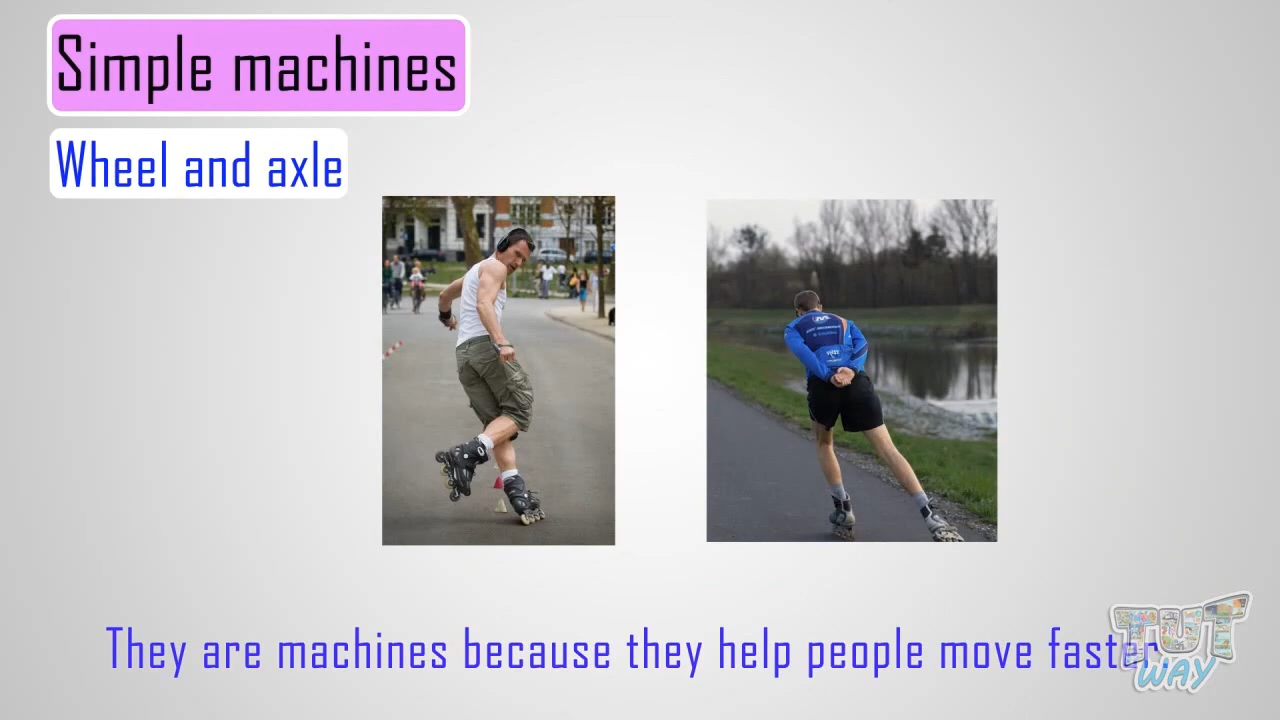 Simple machines
Wheel and axle
They are machines because they help people move faster.
TUT
WAY